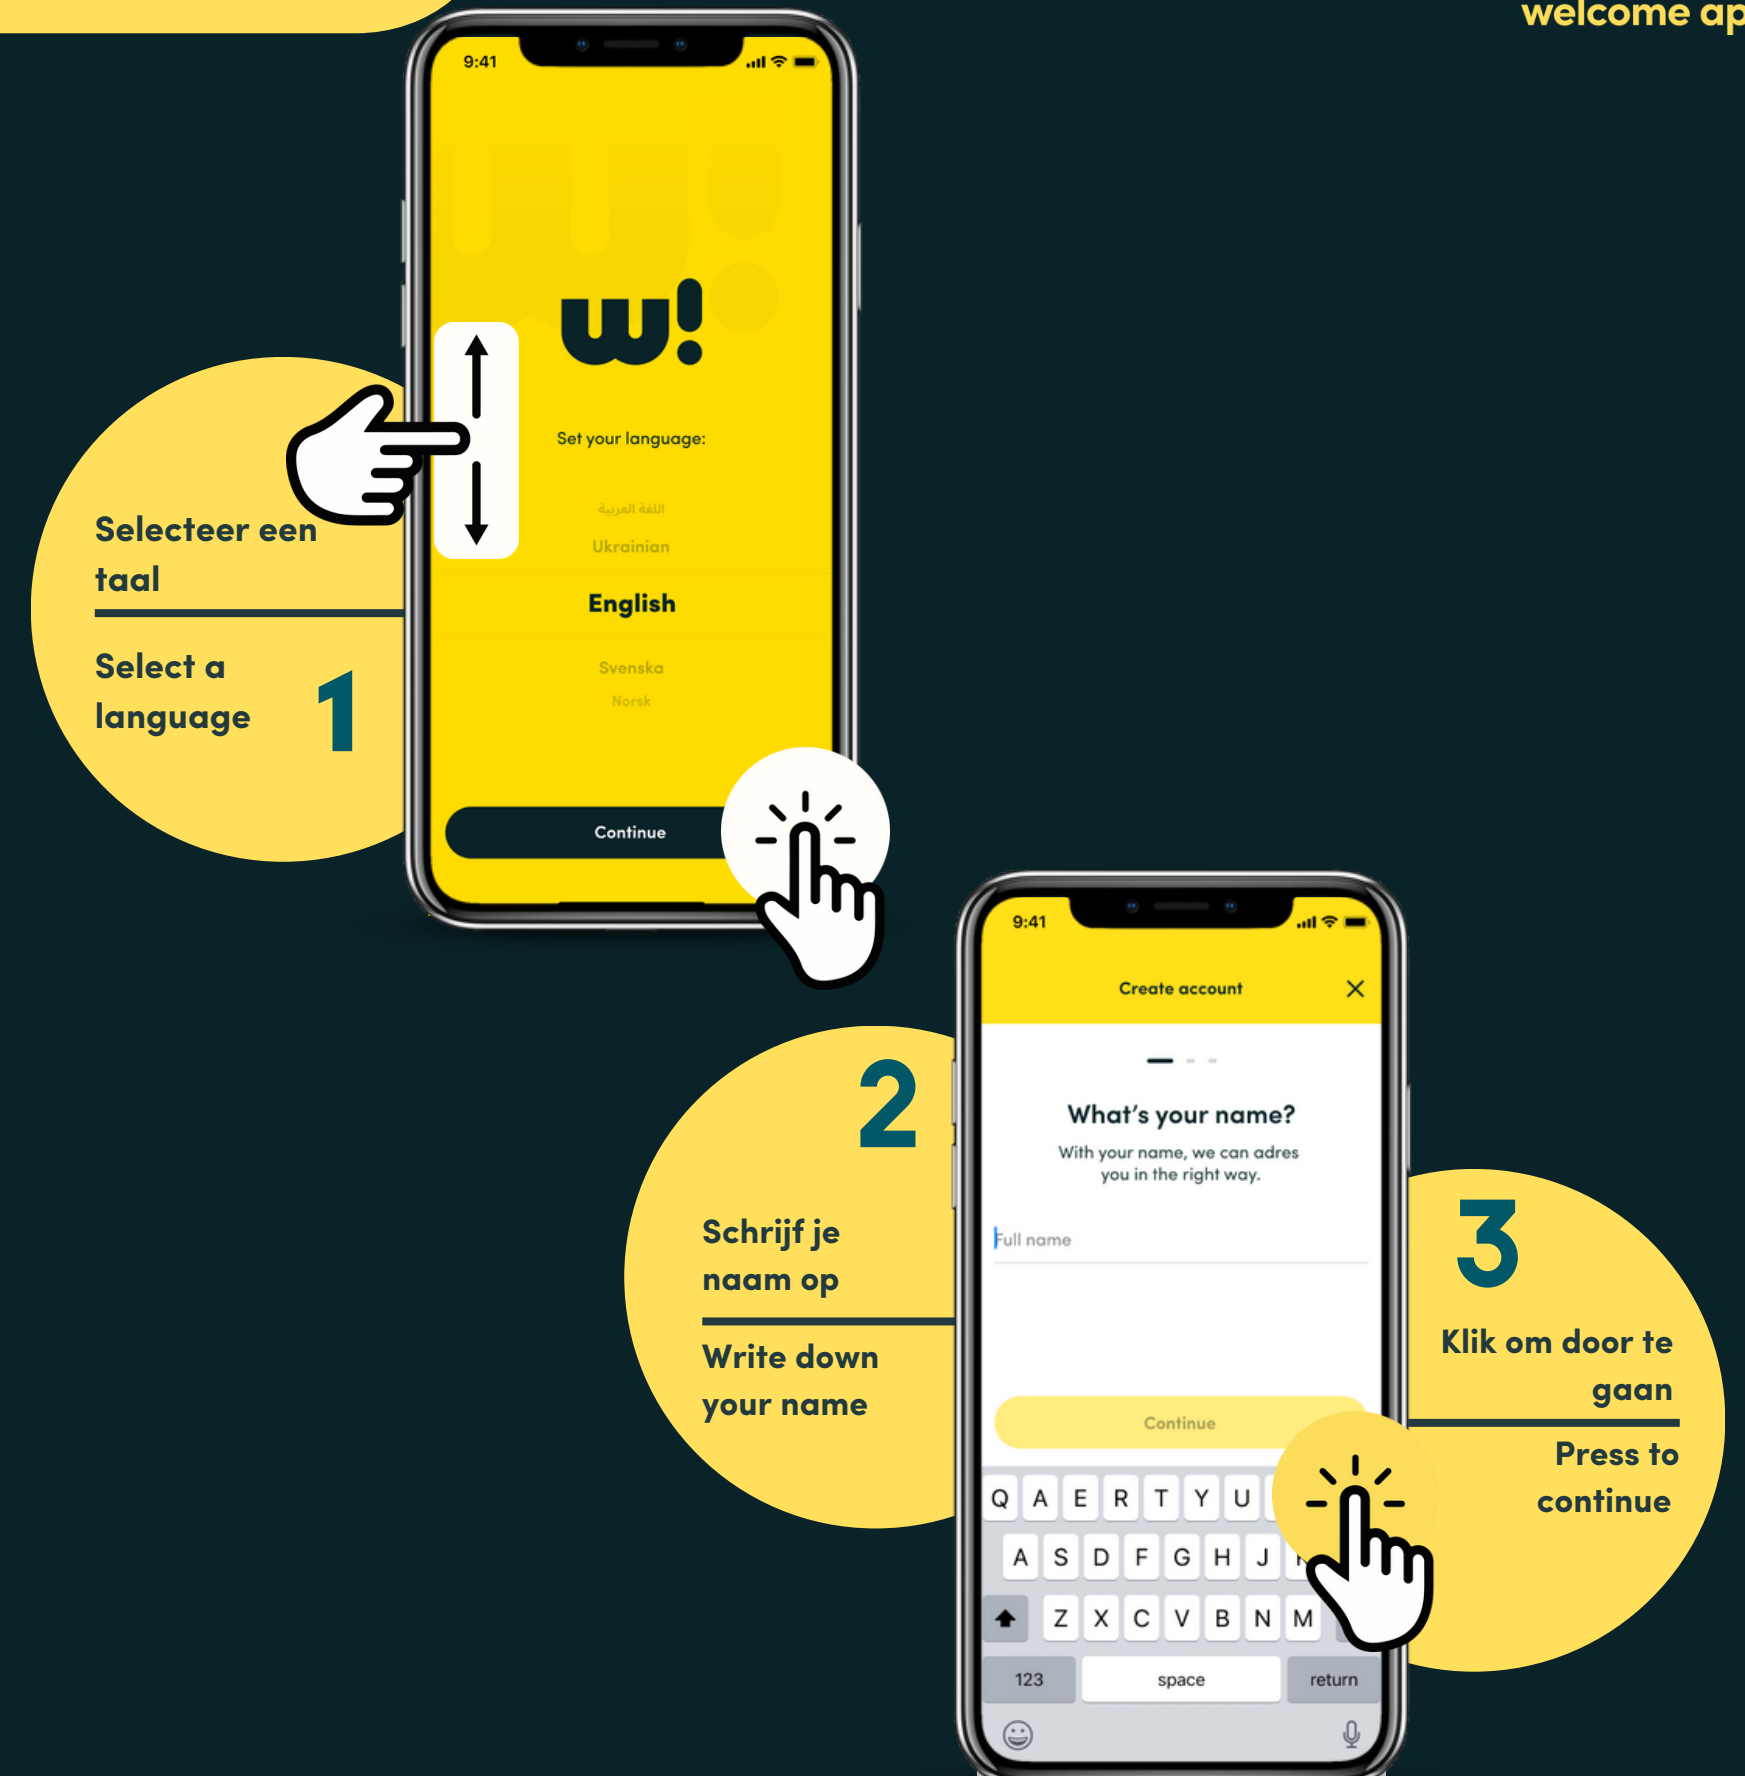 welcome ap
9:41
w!
Set your language:
اللغة العربية
Ukrainian
English
Svenska
Norsk
Continue
Selecteer een
taal
Select a
language
1
9:41
Create account
What's your name?
With your name, we can adres
you in the right way.
Full name
Continue
Q A E R T Y U
A S D F G H J
Z X C V B N M
123 space return
2
Schrijf je
naam op
Write down
your name
3
Klik om door te
gaan
Press to
continue